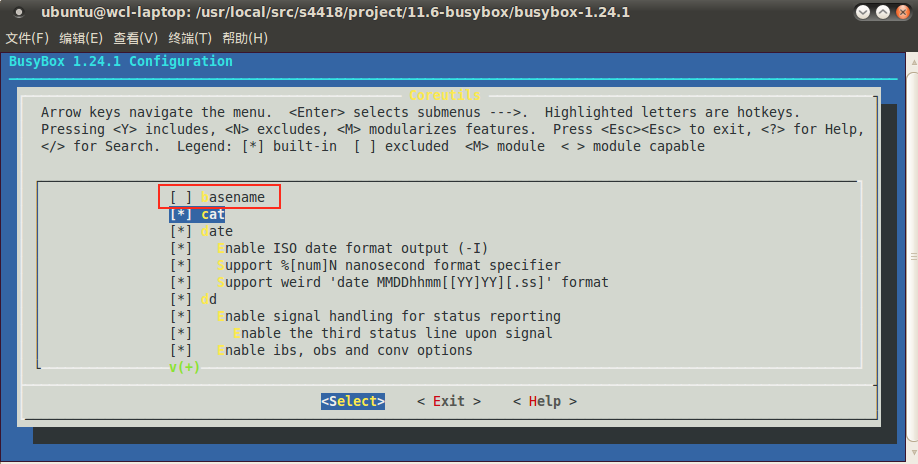 ubuntu@wcl-laptop: /usr/local/src/s4418/project/11.6-busybox/busybox-1.24.1
文件(F) 编辑(E) 查看(V) 终端(T) 帮助(H)
BusyBox 1.24.1 Configuration
Coreutils
Arrow keys navigate the menu. <Enter> selects submenus --->. Highlighted letters are hotkeys.
Pressing <Y> includes, <N> excludes, <M> modularizes features. Press <Esc><Esc> to exit, <?> for Help,
</> for Search. Legend: [*] built-in [ ] excluded <M> module < > module capable
[ ] basename
[*] cat
[*] date
[*] Enable ISO date format output (-I)
[*] Support %[num]N nanosecond format specifier
[*] Support weird 'date MMDDhhmm[[YY]YY][.ss]' format
[*] dd
[*] Enable signal handling for status reporting
[*] Enable the third status line upon signal
[*] Enable ibs, obs and conv options
v(+)
<Select> < Exit > < Help >